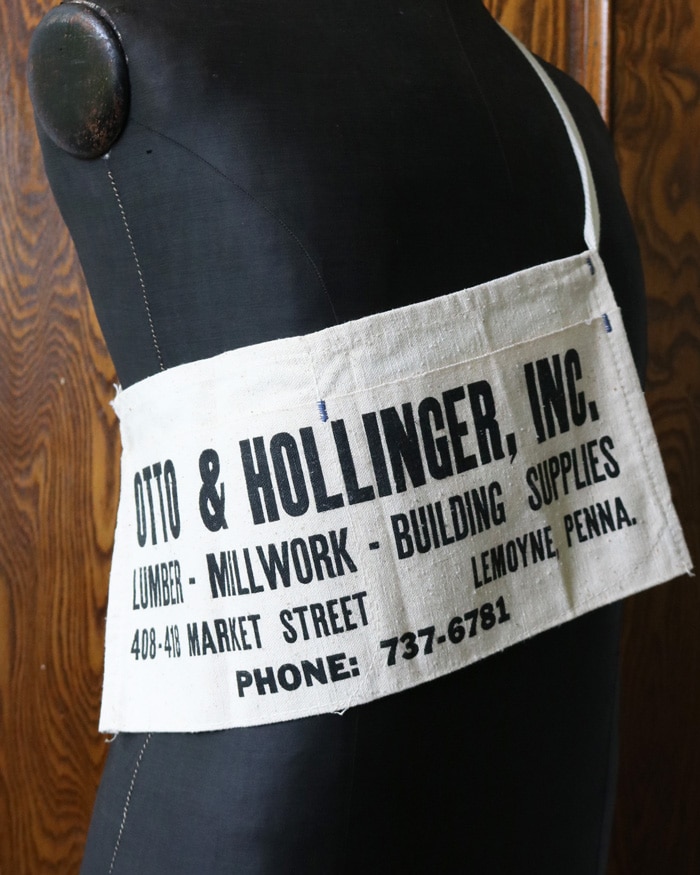 OTTO & HOLLINGER, INC.
LUMBER - MILLWORK - BUILDING SUPPLIES
408-418 MARKET STREET LEMOYNE, PENNA.
PHONE: 737-6781